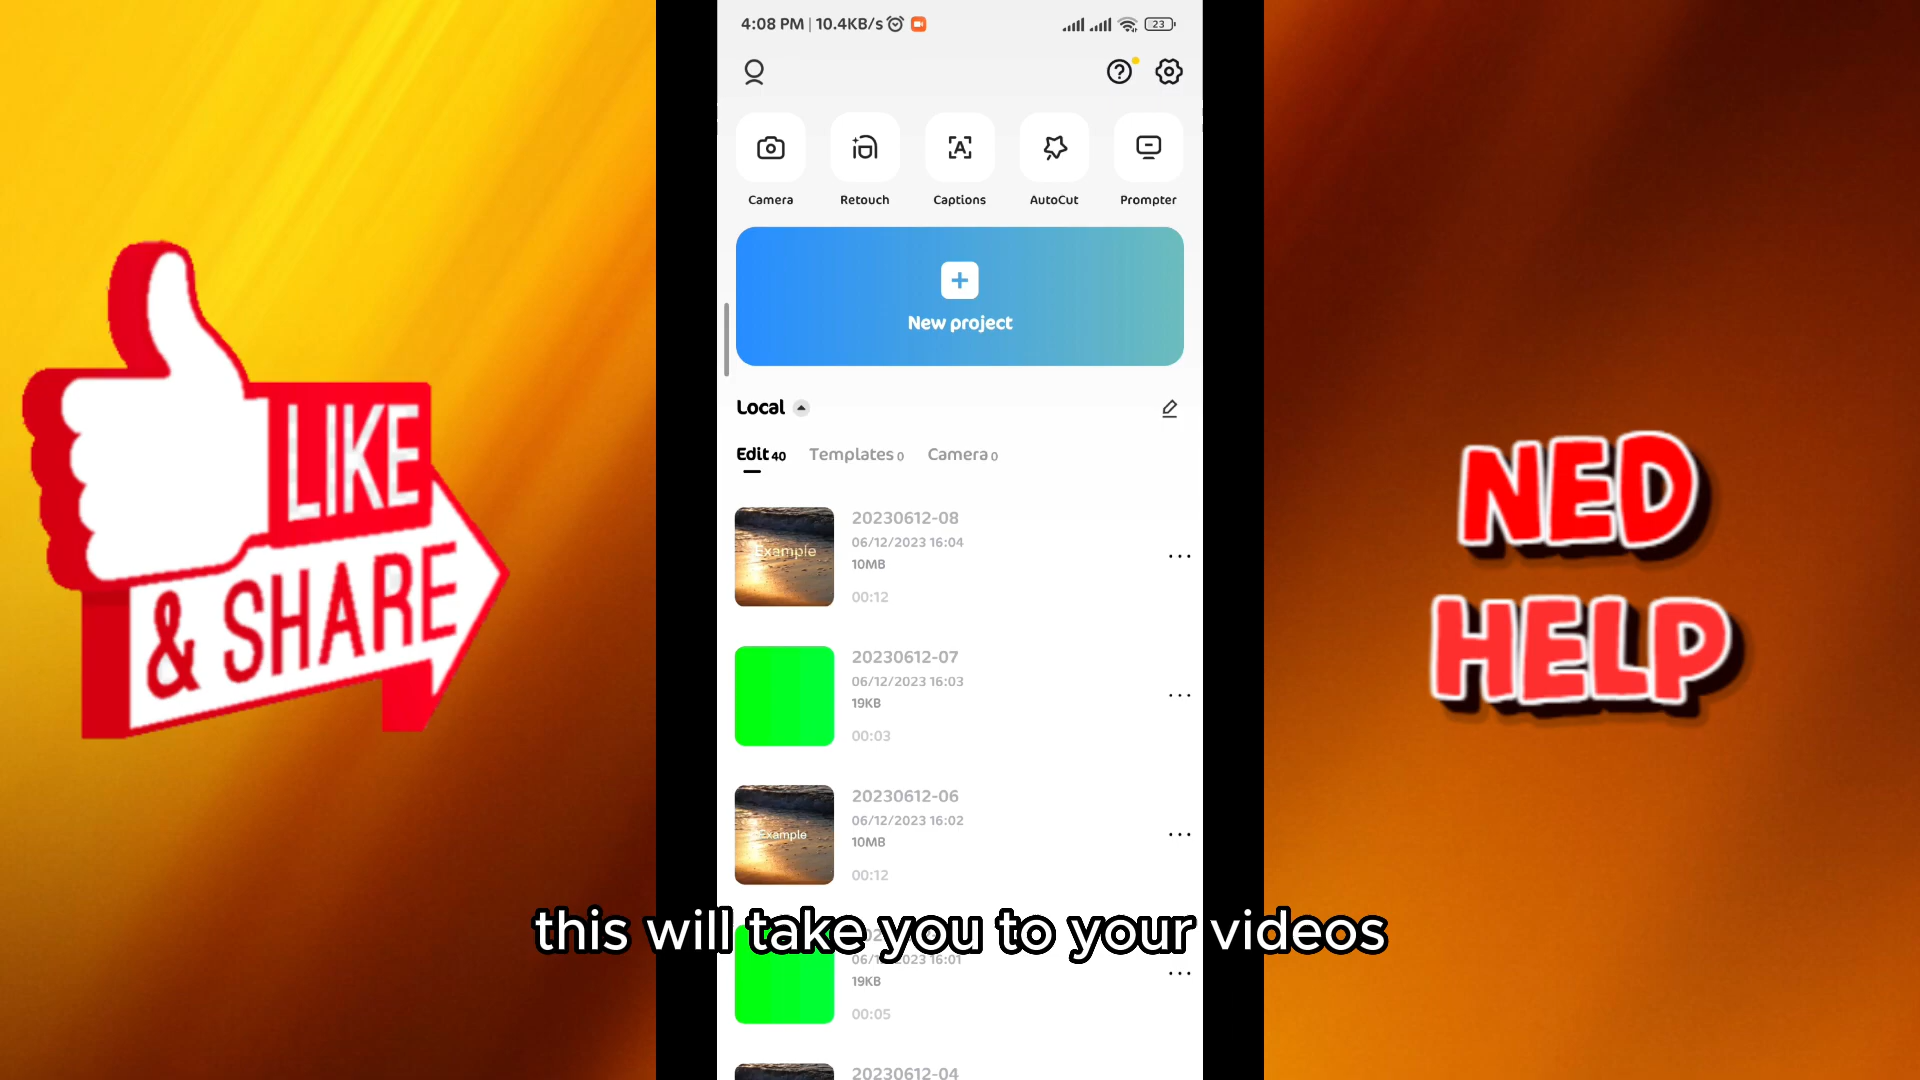 4:08 PM | 10.4KB/s
23
Camera
Retouch
Captions
AutoCut
Prompter
New project
Local
Edit 40
Templates 0
Camera 0
Example
20230612-08
06/12/2023 16:04
10MB
00:12
20230612-07
06/12/2023 16:03
19KB
00:03
Example
20230612-06
06/12/2023 16:02
10MB
00:12
this will take you to your videos
19KB
00:05
20230612-04
LIKE
& SHARE
NED
HELP